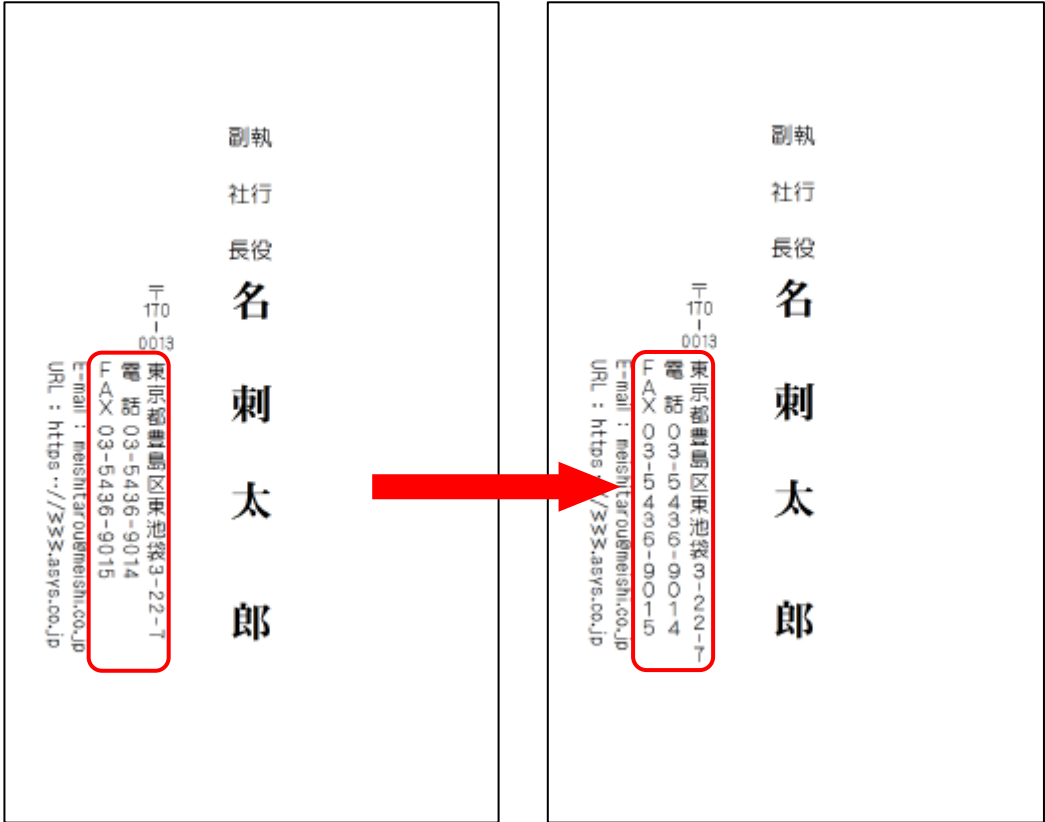 執行役
副社長
名刺太郎
〒170-0013
東京都豊島区東池袋3-22-7
電話 03-5436-9014
FAX 03-5436-9015
E-mail : meishitarou@meishi.co.jp
URL : https://www.asys.co.jp
執行役
副社長
名刺太郎
〒170-0013
東京都豊島区東池袋3-22-7
電話 03-5436-9014
FAX 03-5436-9015
E-mail : meishitarou@meishi.co.jp
URL : https://www.asys.co.jp